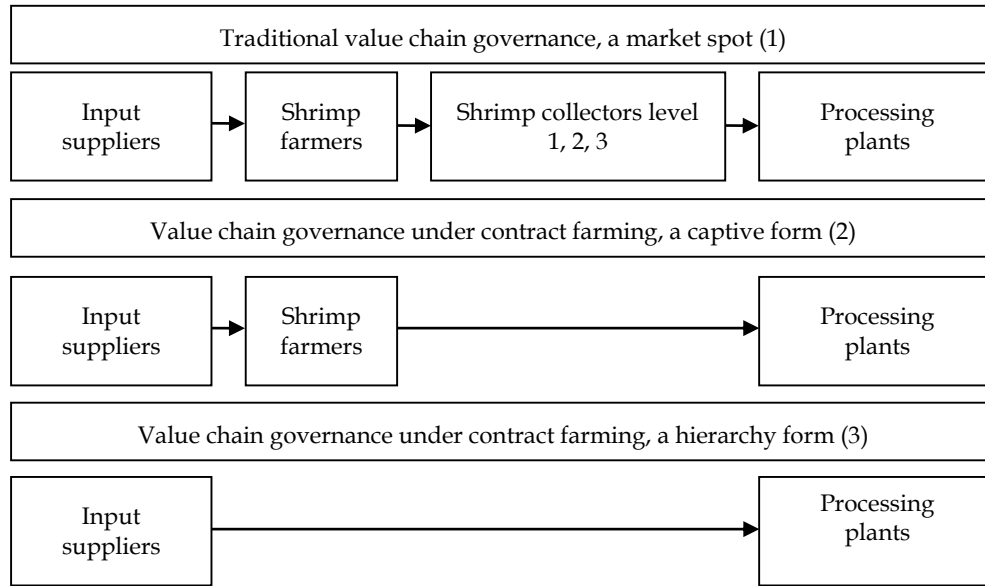 Traditional value chain governance, a market spot (1)
Input
suppliers
Shrimp
farmers
Shrimp collectors level
1, 2, 3
Processing
plants
Value chain governance under contract farming, a captive form (2)
Input
suppliers
Shrimp
farmers
Processing
plants
Value chain governance under contract farming, a hierarchy form (3)
Input
suppliers
Processing
plants